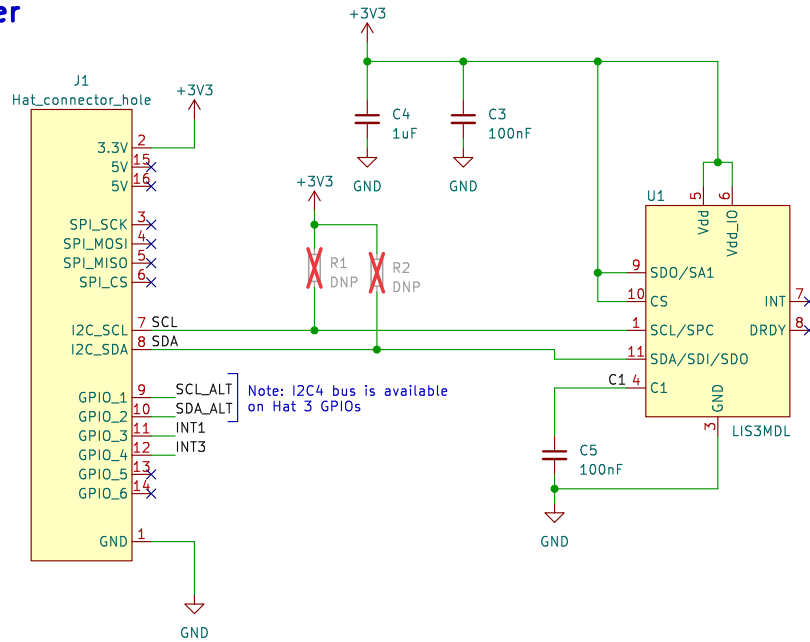 er
+3V3
J1
Hat_connector_hole
+3V3
C4
1uF
C3
100nF
GND
GND
3.3V 2
5V 15
5V 16
SPI_SCK 3
SPI_MOSI 4
SPI_MISO 5
SPI_CS 6
I2C_SCL 7 SCL
I2C_SDA 8 SDA
GPIO_1 9 SCL_ALT
GPIO_2 10 SDA_ALT
GPIO_3 11 INT1
GPIO_4 12 INT3
GPIO_5 13
GPIO_6 14
GND 1
GND
Note: I2C4 bus is available
on Hat 3 GPIOs
+3V3
R1
DNP
R2
DNP
U1
5 Vdd
6 Vdd_IO
9 SDO/SA1
10 CS
1 SCL/SPC
11 SDA/SDI/SDO
C1 4 C1
INT 7
DRDY 8
GND 3
LIS3MDL
C5
100nF
GND